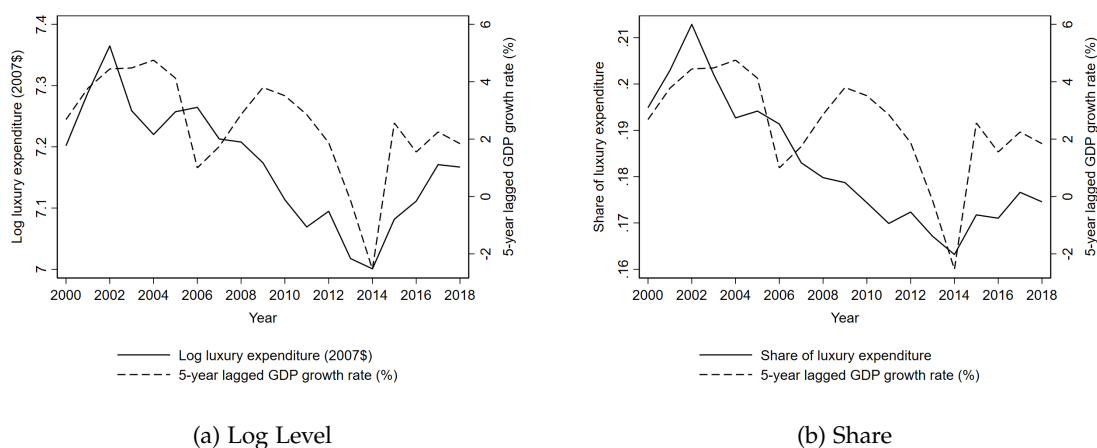 7.4
7.3
7.2
7.1
7
Log luxury expenditure (2007$)
6
4
2
0
-2
5-year lagged GDP growth rate (%)
2000 2002 2004 2006 2008 2010 2012 2014 2016 2018
Year
Log luxury expenditure (2007$)
5-year lagged GDP growth rate (%)
(a) Log Level
.21
.2
.19
.18
.17
.16
Share of luxury expenditure
6
4
2
0
-2
5-year lagged GDP growth rate (%)
2000 2002 2004 2006 2008 2010 2012 2014 2016 2018
Year
Share of luxury expenditure
5-year lagged GDP growth rate (%)
(b) Share